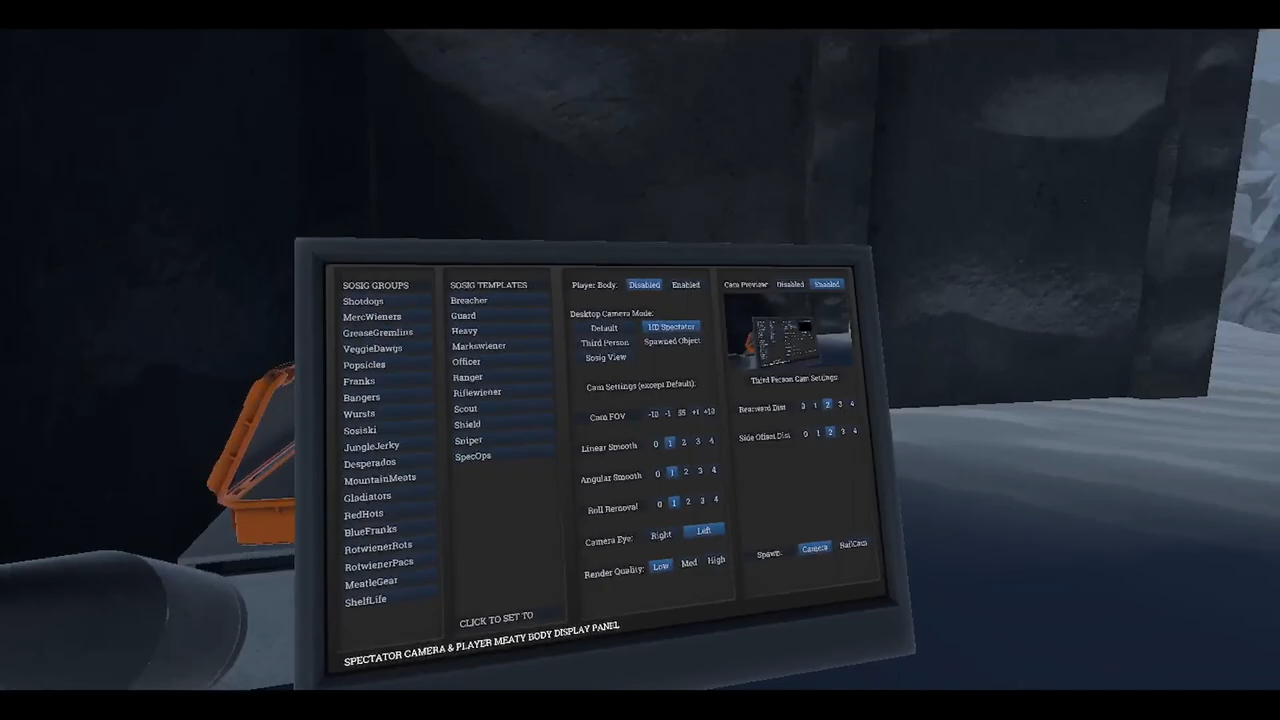 SOSIG GROUPS
Shotdogs
MercWieners
GreaseGremlins
VeggieDawgs
Popsicles
Franks
Bangers
Wursts
Sosiski
JungleJerky
Desperados
MountainMeats
Gladiators
RedHots
BlueFranks
RotwienerRots
RotwienerPacs
MeatleGear
ShelfLife
SOSIG TEMPLATES
Breacher
Guard
Heavy
Markswiener
Officer
Ranger
Riflewiener
Scout
Shield
Sniper
SpecOps
CLICK TO SET TO
Player Body: Disabled Enabled
Desktop Camera Mode:
Default HD Spectator
Third Person Spawned Object
Sosig View
Cam Settings (except Default):
Cam FOV -10 -1 55 +1 +10
Linear Smooth 0 1 2 3 4
Angular Smooth 0 1 2 3 4
Roll Removal 0 1 2 3 4
Camera Eye: Right Left
Render Quality: Low Med High
Cam Preview: Disabled Enabled
Third Person Cam Settings:
Rearward Dist 0 1 2 3 4
Side Offset Dist 0 1 2 3 4
Spawn: Camera RailCam
SPECTATOR CAMERA & PLAYER MEATY BODY DISPLAY PANEL